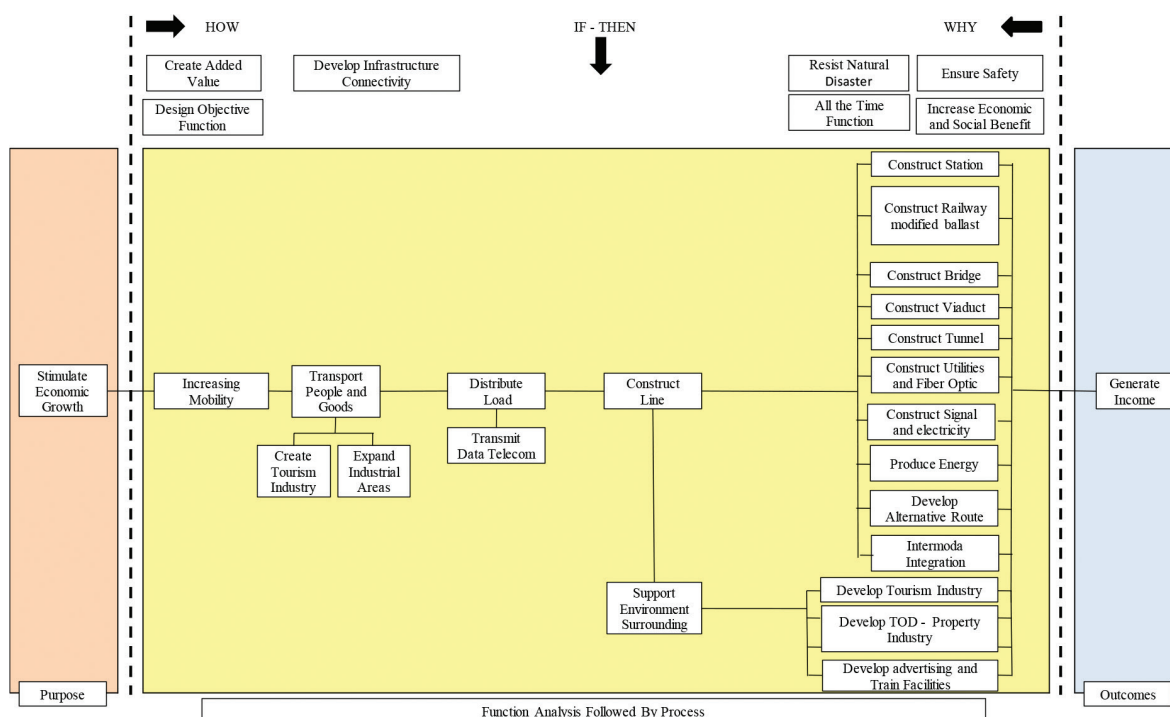 HOW
IF - THEN
WHY
Create Added
Value
Develop Infrastructure
Connectivity
Resist Natural
Disaster
Ensure Safety
Design Objective
Function
All the Time
Function
Increase Economic
and Social Benefit
Construct Station
Construct Railway
modified ballast
Construct Bridge
Construct Viaduct
Construct Tunnel
Stimulate
Economic
Growth
Increasing
Mobility
Transport
People and
Goods
Distribute
Load
Construct
Line
Construct Utilities
and Fiber Optic
Generate
Income
Create
Tourism
Industry
Expand
Industrial
Areas
Transmit
Data Telecom
Construct Signal
and electricity
Produce Energy
Develop
Alternative Route
Intermoda
Integration
Support
Environment
Surrounding
Develop Tourism Industry
Develop TOD - Property
Industry
Develop advertising and
Train Facilities
Purpose
Outcomes
Function Analysis Followed By Process